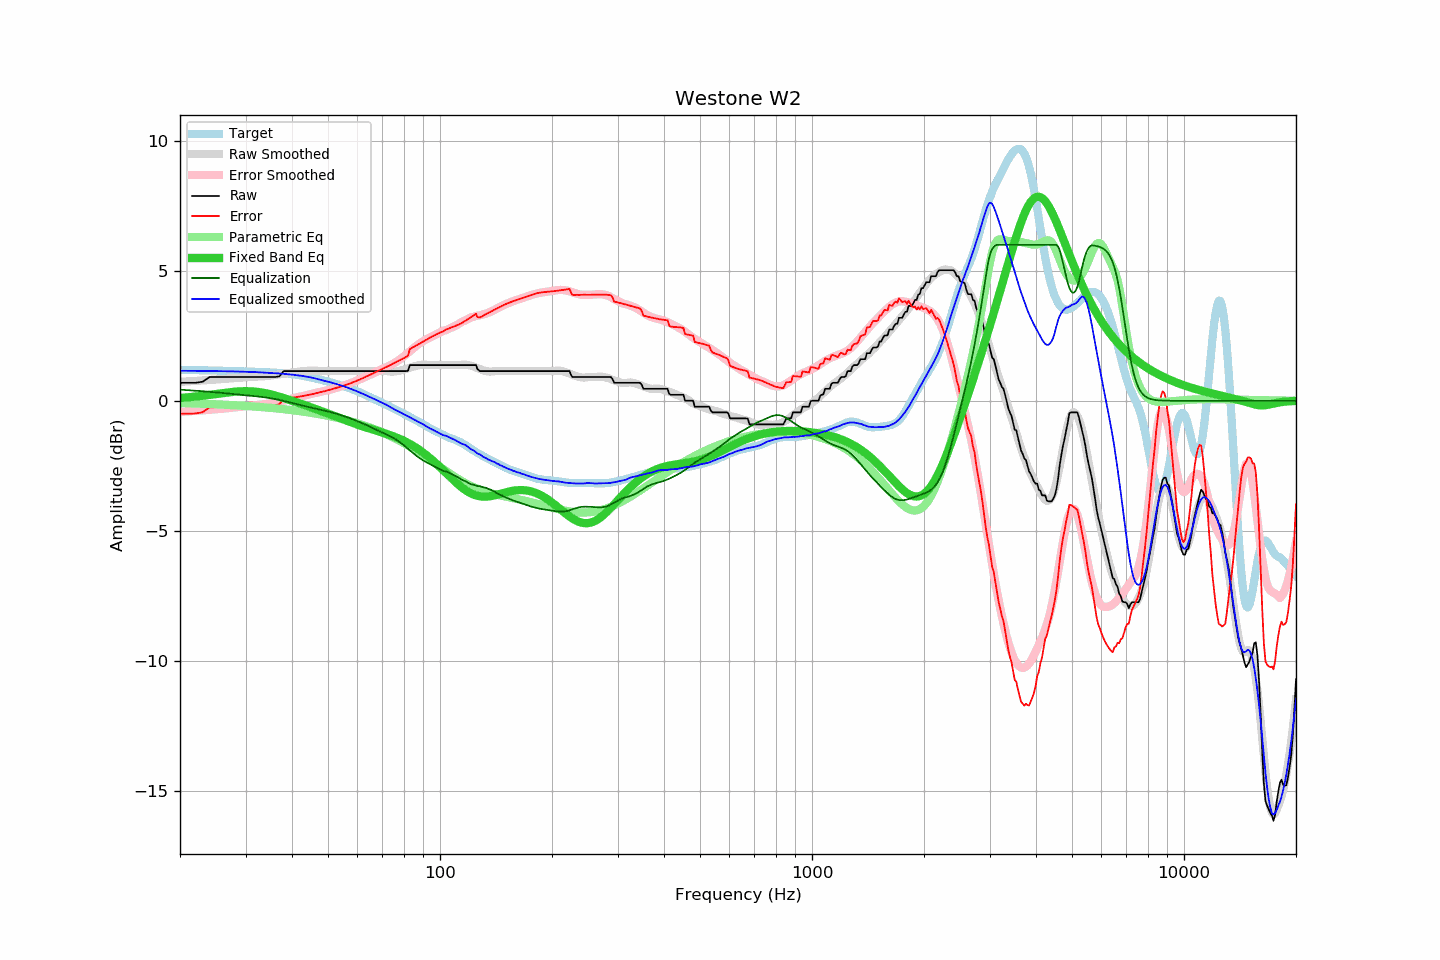 Westone W2
Target
Raw Smoothed
Error Smoothed
Raw
Error
Parametric Eq
Fixed Band Eq
Equalization
Equalized smoothed
10
5
0
−5
−10
−15
Amplitude (dBr)
100
1000
10000
Frequency (Hz)